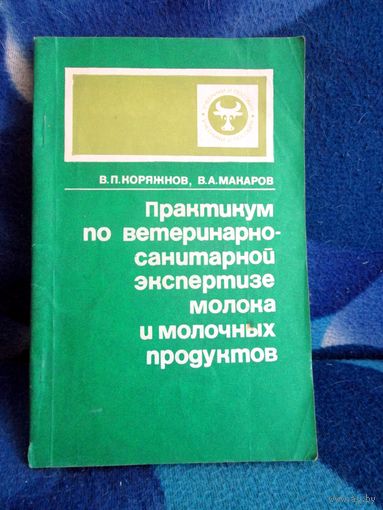 В.П.КОРЯЖНОВ, В.А.МАКАРОВ
Практикум
по ветеринарно-
санитарной
экспертизе
молока
и молочных
продуктов